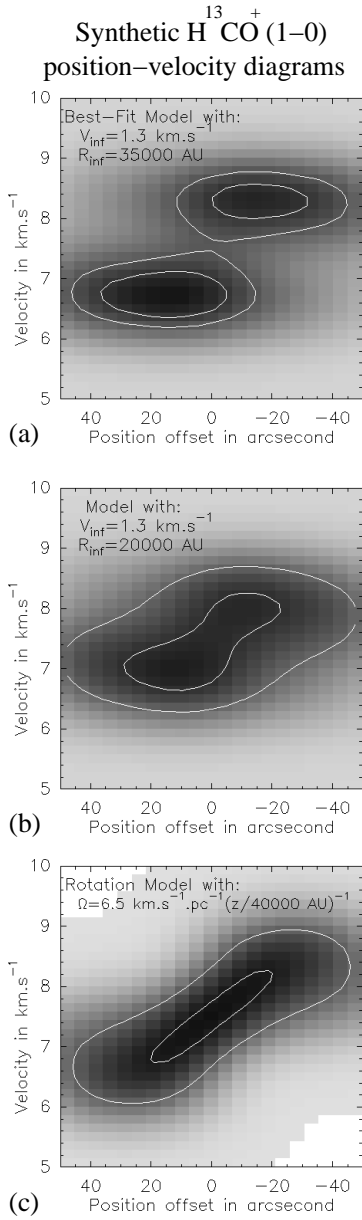 Synthetic H¹³CO⁺ (1−0)
position−velocity diagrams
10
Best−Fit Model with:
V_inf=1.3 km.s⁻¹
R_inf=35000 AU
9
8
7
6
5
Velocity in km.s⁻¹
40 20 0 −20 −40
(a) Position offset in arcsecond
10
Model with:
V_inf=1.3 km.s⁻¹
R_inf=20000 AU
9
8
7
6
5
Velocity in km.s⁻¹
40 20 0 −20 −40
(b) Position offset in arcsecond
10
Rotation Model with:
Ω=6.5 km.s⁻¹.pc⁻¹(z/40000 AU)⁻¹
9
8
7
6
5
Velocity in km.s⁻¹
40 20 0 −20 −40
(c) Position offset in arcsecond